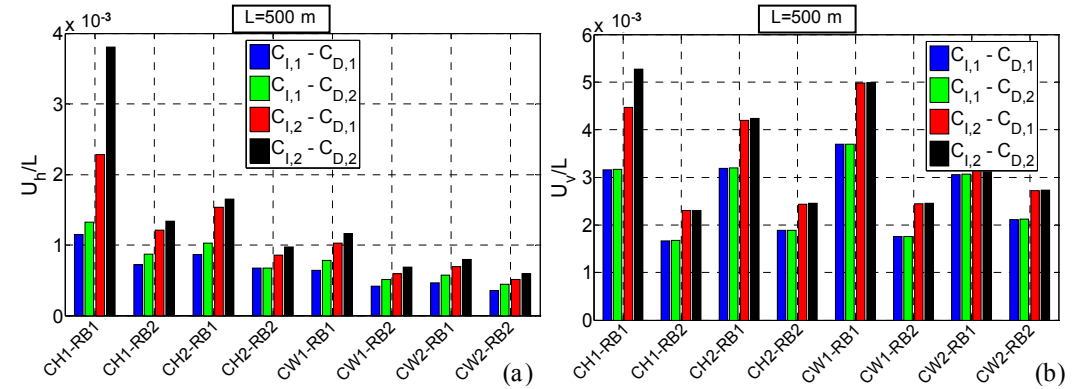 L=500 m
x 10⁻³
4
3
2
1
0
Uₕ/L
C_I,1 - C_D,1
C_I,1 - C_D,2
C_I,2 - C_D,1
C_I,2 - C_D,2
CH1-RB1
CH1-RB2
CH2-RB1
CH2-RB2
CW1-RB1
CW1-RB2
CW2-RB1
CW2-RB2
(a)
L=500 m
x 10⁻³
6
5
4
3
2
1
0
Uᵥ/L
C_I,1 - C_D,1
C_I,1 - C_D,2
C_I,2 - C_D,1
C_I,2 - C_D,2
CH1-RB1
CH1-RB2
CH2-RB1
CH2-RB2
CW1-RB1
CW1-RB2
CW2-RB1
CW2-RB2
(b)